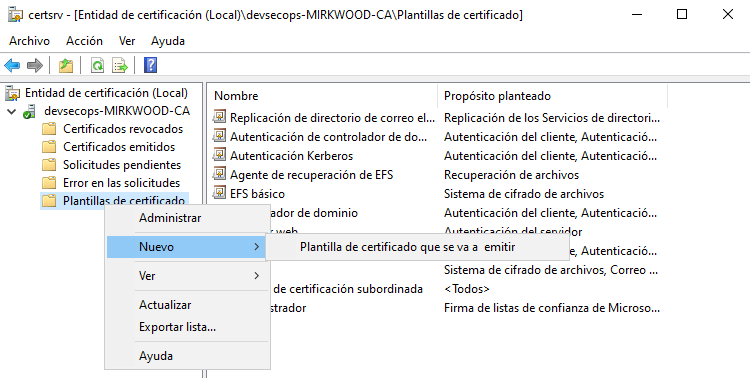 certsrv - [Entidad de certificación (Local)\devsecops-MIRKWOOD-CA\Plantillas de certificado]
Archivo Acción Ver Ayuda
Entidad de certificación (Local)
devsecops-MIRKWOOD-CA
Certificados revocados
Certificados emitidos
Solicitudes pendientes
Error en las solicitudes
Plantillas de certificado
Administrar
Nuevo
Ver
Actualizar
Exportar lista...
Ayuda
Plantilla de certificado que se va a emitir
Nombre Propósito planteado
Replicación de directorio de correo el... Replicación de los Servicios de directori...
Autenticación de controlador de do... Autenticación del cliente, Autenticació...
Autenticación Kerberos Autenticación del cliente, Autenticació...
Agente de recuperación de EFS Recuperación de archivos
EFS básico Sistema de cifrado de archivos
ador de dominio Autenticación del cliente, Autenticació...
web Autenticación del servidor
e, Autenticació...
Sistema de cifrado de archivos, Correo ...
de certificación subordinada <Todos>
istrador Firma de listas de confianza de Microso...